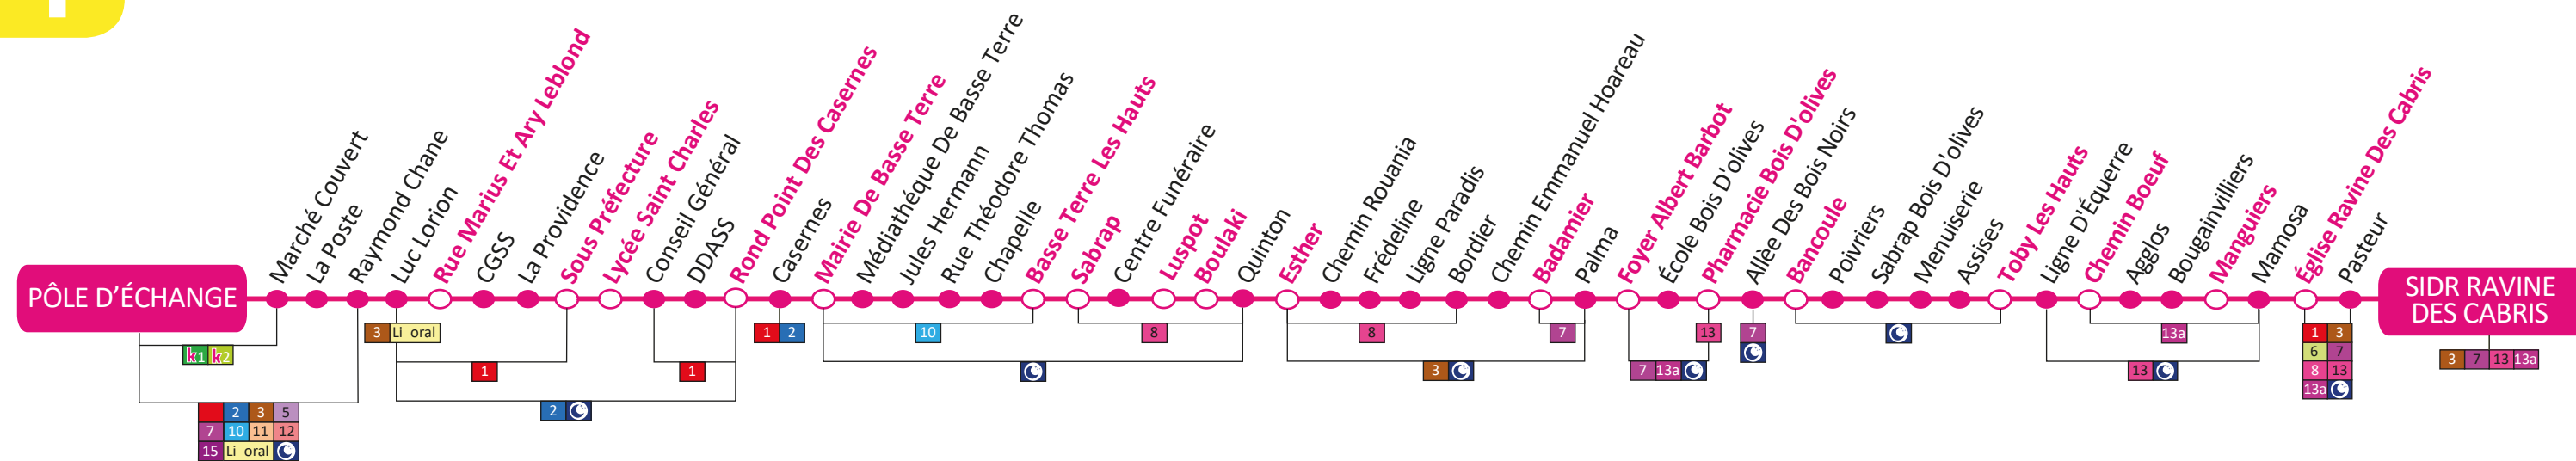 PÔLE D'ÉCHANGE
Marché Couvert
La Poste
Raymond Chane
Luc Lorion
Rue Marius Et Ary Leblond
CGSS
La Providence
Sous Préfecture
Lycée Saint Charles
Conseil Général
DDASS
Rond Point Des Casernes
Casernes
Mairie De Basse Terre
Médiathéque De Basse Terre
Jules Hermann
Rue Théodore Thomas
Chapelle
Basse Terre Les Hauts
Sabrap
Centre Funéraire
Luspot
Boulaki
Quinton
Esther
Chemin Rouania
Frédeline
Ligne Paradis
Bordier
Chemin Emmanuel Hoareau
Badamier
Palma
Foyer Albert Barbot
École Bois D'olives
Pharmacie Bois D'olives
Allèe Des Bois Noirs
Bancoule
Poivriers
Sabrap Bois D'olives
Menuiserie
Assises
Toby Les Hauts
Ligne D'Équerre
Chemin Boeuf
Agglos
Bougainvilliers
Manguiers
Mamosa
Église Ravine Des Cabris
Pasteur
SIDR RAVINE
DES CABRIS
k1 k2
2 3 5
7 10 11 12
15 Li oral
3 Li oral
1
1
2
1 2
10
8
8
3
7
7 13a
13
7
13a
13
1 3
6 7
8 13
13a
3 7 13 13a